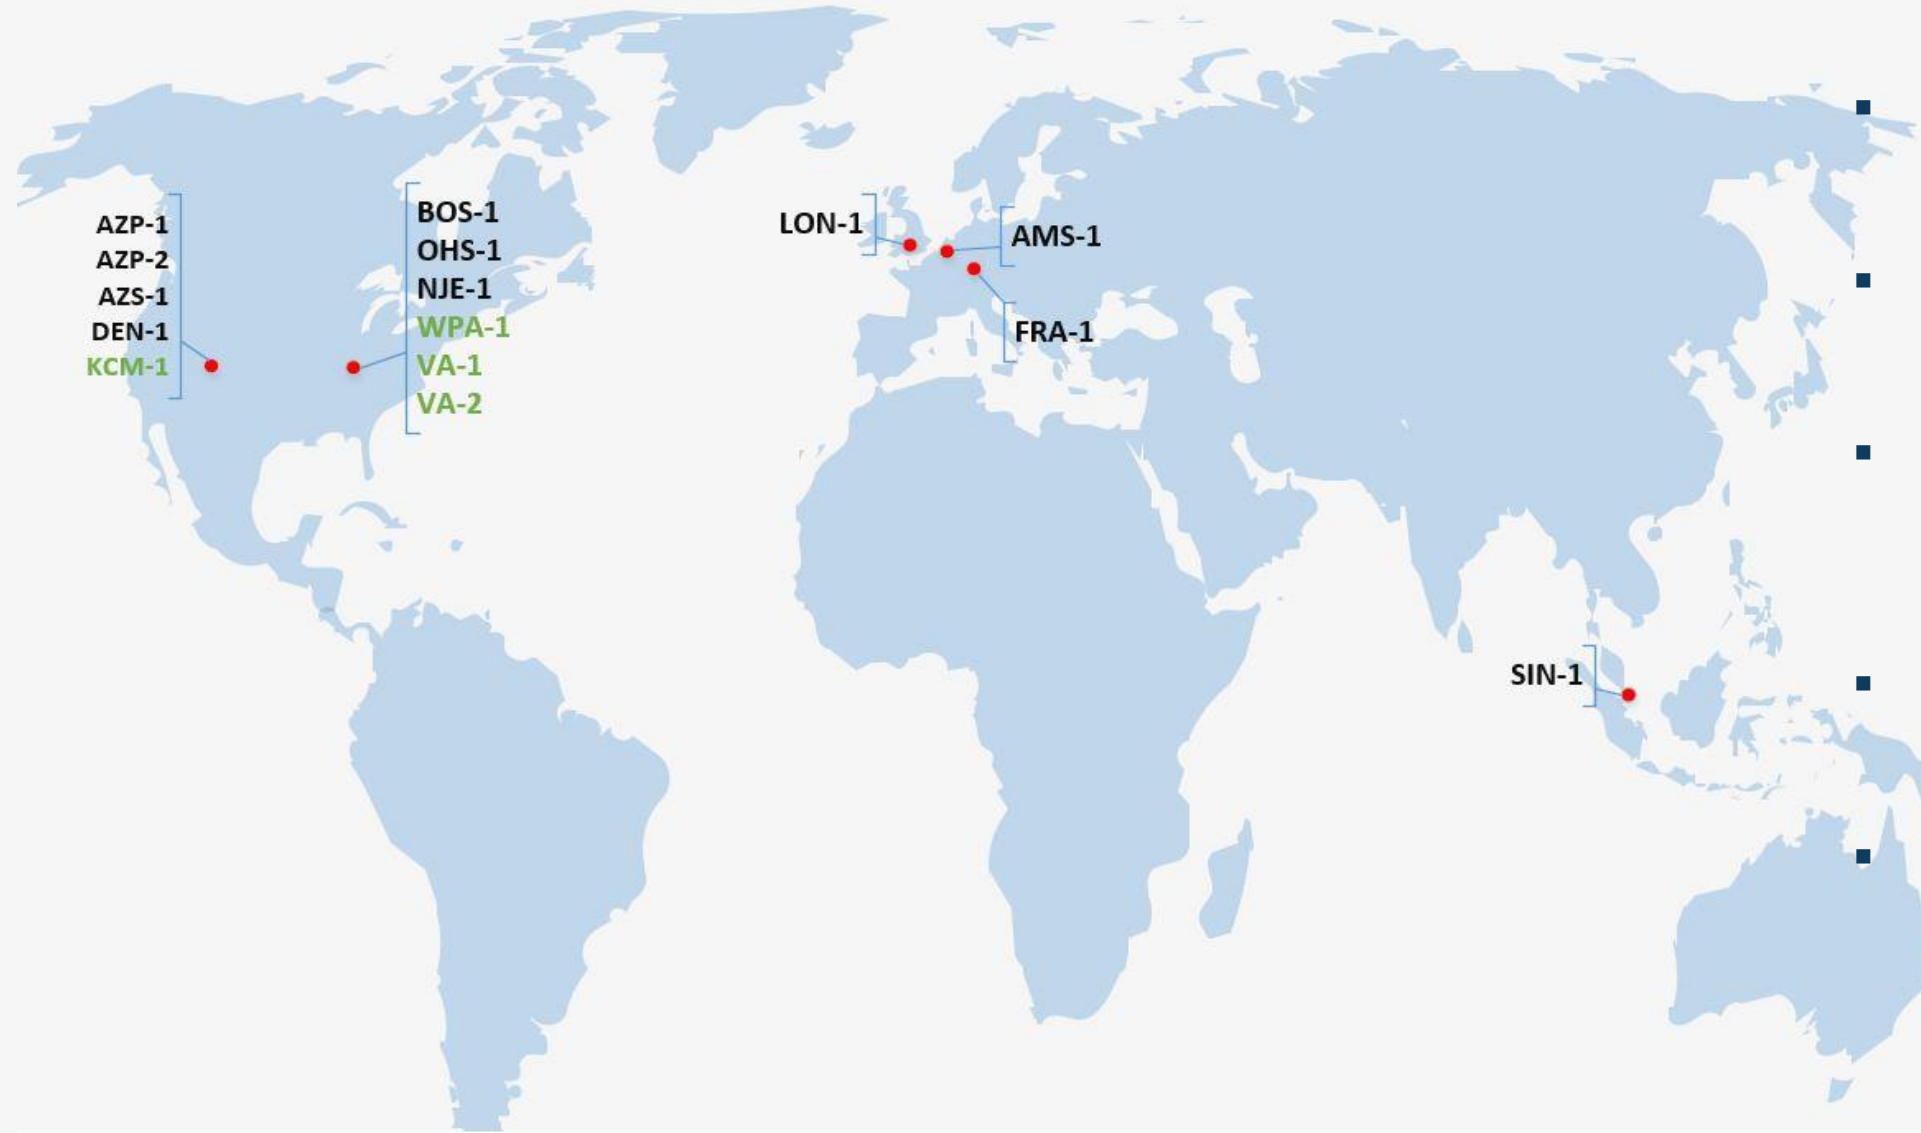 AZP-1
AZP-2
AZS-1
DEN-1
KCM-1
BOS-1
OHS-1
NJE-1
WPA-1
VA-1
VA-2
LON-1
AMS-1
FRA-1
SIN-1